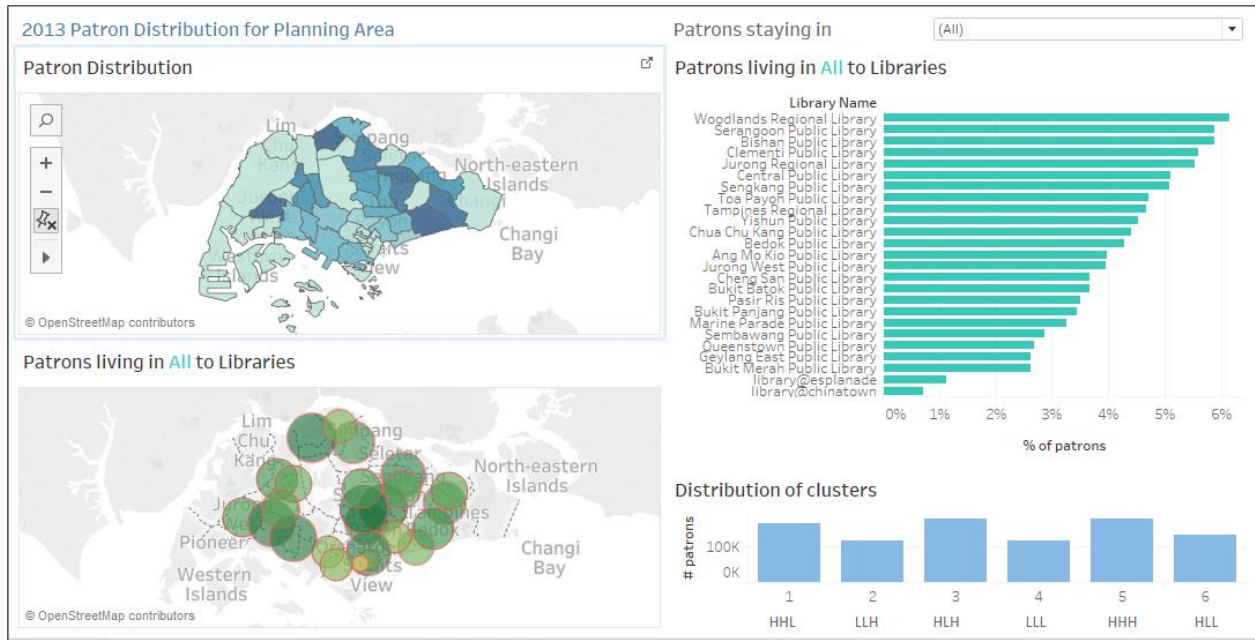 2013 Patron Distribution for Planning Area
Patrons staying in
(All)
Patron Distribution
Lim
North-eastern
Islands
Changi
Bay
View
© OpenStreetMap contributors
Patrons living in All to Libraries
Library Name
Woodlands Regional Library
Serangoon Public Library
Bishan Public Library
Clementi Public Library
Jurong Regional Library
Central Public Library
Sengkang Public Library
Toa Payoh Public Library
Tampines Regional Library
Yishun Public Library
Chua Chu Kang Public Library
Bedok Public Library
Ang Mo Kio Public Library
Jurong West Public Library
Cheng San Public Library
Bukit Batok Public Library
Pasir Ris Public Library
Bukit Panjang Public Library
Marine Parade Public Library
Sembawang Public Library
Queenstown Public Library
Geylang East Public Library
Bukit Merah Public Library
library@esplanade
library@chinatown
0% 1% 2% 3% 4% 5% 6%
% of patrons
Patrons living in All to Libraries
Lim
Chu
Kang
Seletar
North-eastern
Islands
Pioneer
Western
Islands
View
Changi
Bay
© OpenStreetMap contributors
Distribution of clusters
# patrons
100K
0K
1 2 3 4 5 6
HHL LLH HLH LLL HHH HLL